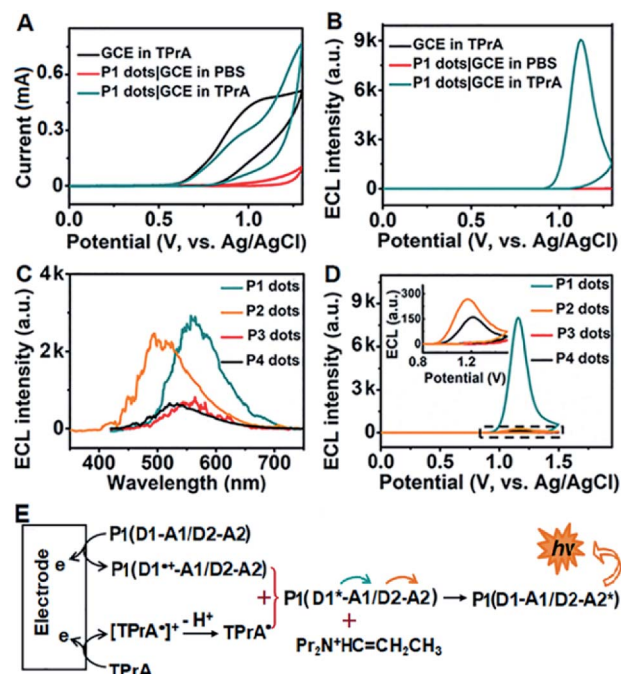 A
GCE in TPrA
P1 dots|GCE in PBS
P1 dots|GCE in TPrA
Current (mA)
0.6
0.3
0.0
0.0 0.5 1.0
Potential (V, vs. Ag/AgCl)
B
GCE in TPrA
P1 dots|GCE in PBS
P1 dots|GCE in TPrA
ECL intensity (a.u.)
9k
6k
3k
0
0.0 0.5 1.0
Potential (V, vs. Ag/AgCl)
C
P1 dots
P2 dots
P3 dots
P4 dots
ECL intensity (a.u.)
4k
2k
0
400 500 600 700
Wavelength (nm)
D
P1 dots
P2 dots
P3 dots
P4 dots
ECL intensity (a.u.)
9k
6k
3k
0
0.0 0.5 1.0 1.5
Potential (V, vs. Ag/AgCl)
ECL (a.u.)
300
150
0
0.8 1.2
Potential (V)
E
Electrode
e
P1(D1-A1/D2-A2)
P1(D1•+-A1/D2-A2)
e
[TPrA•]+ - H+ TPrA•
TPrA
+
P1(D1*-A1/D2-A2)
+
Pr2N+HC=CH2CH3
P1(D1-A1/D2-A2*)
hν